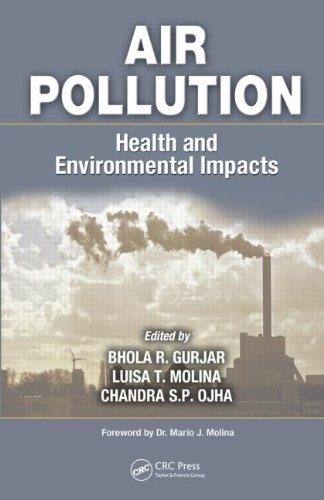 AIR
POLLUTION
Health and
Environmental Impacts
Edited by
BHOLA R. GURJAR
LUISA T. MOLINA
CHANDRA S.P. OJHA
Foreword by Dr. Mario J. Molina
CRC
CRC Press
Taylor & Francis Group